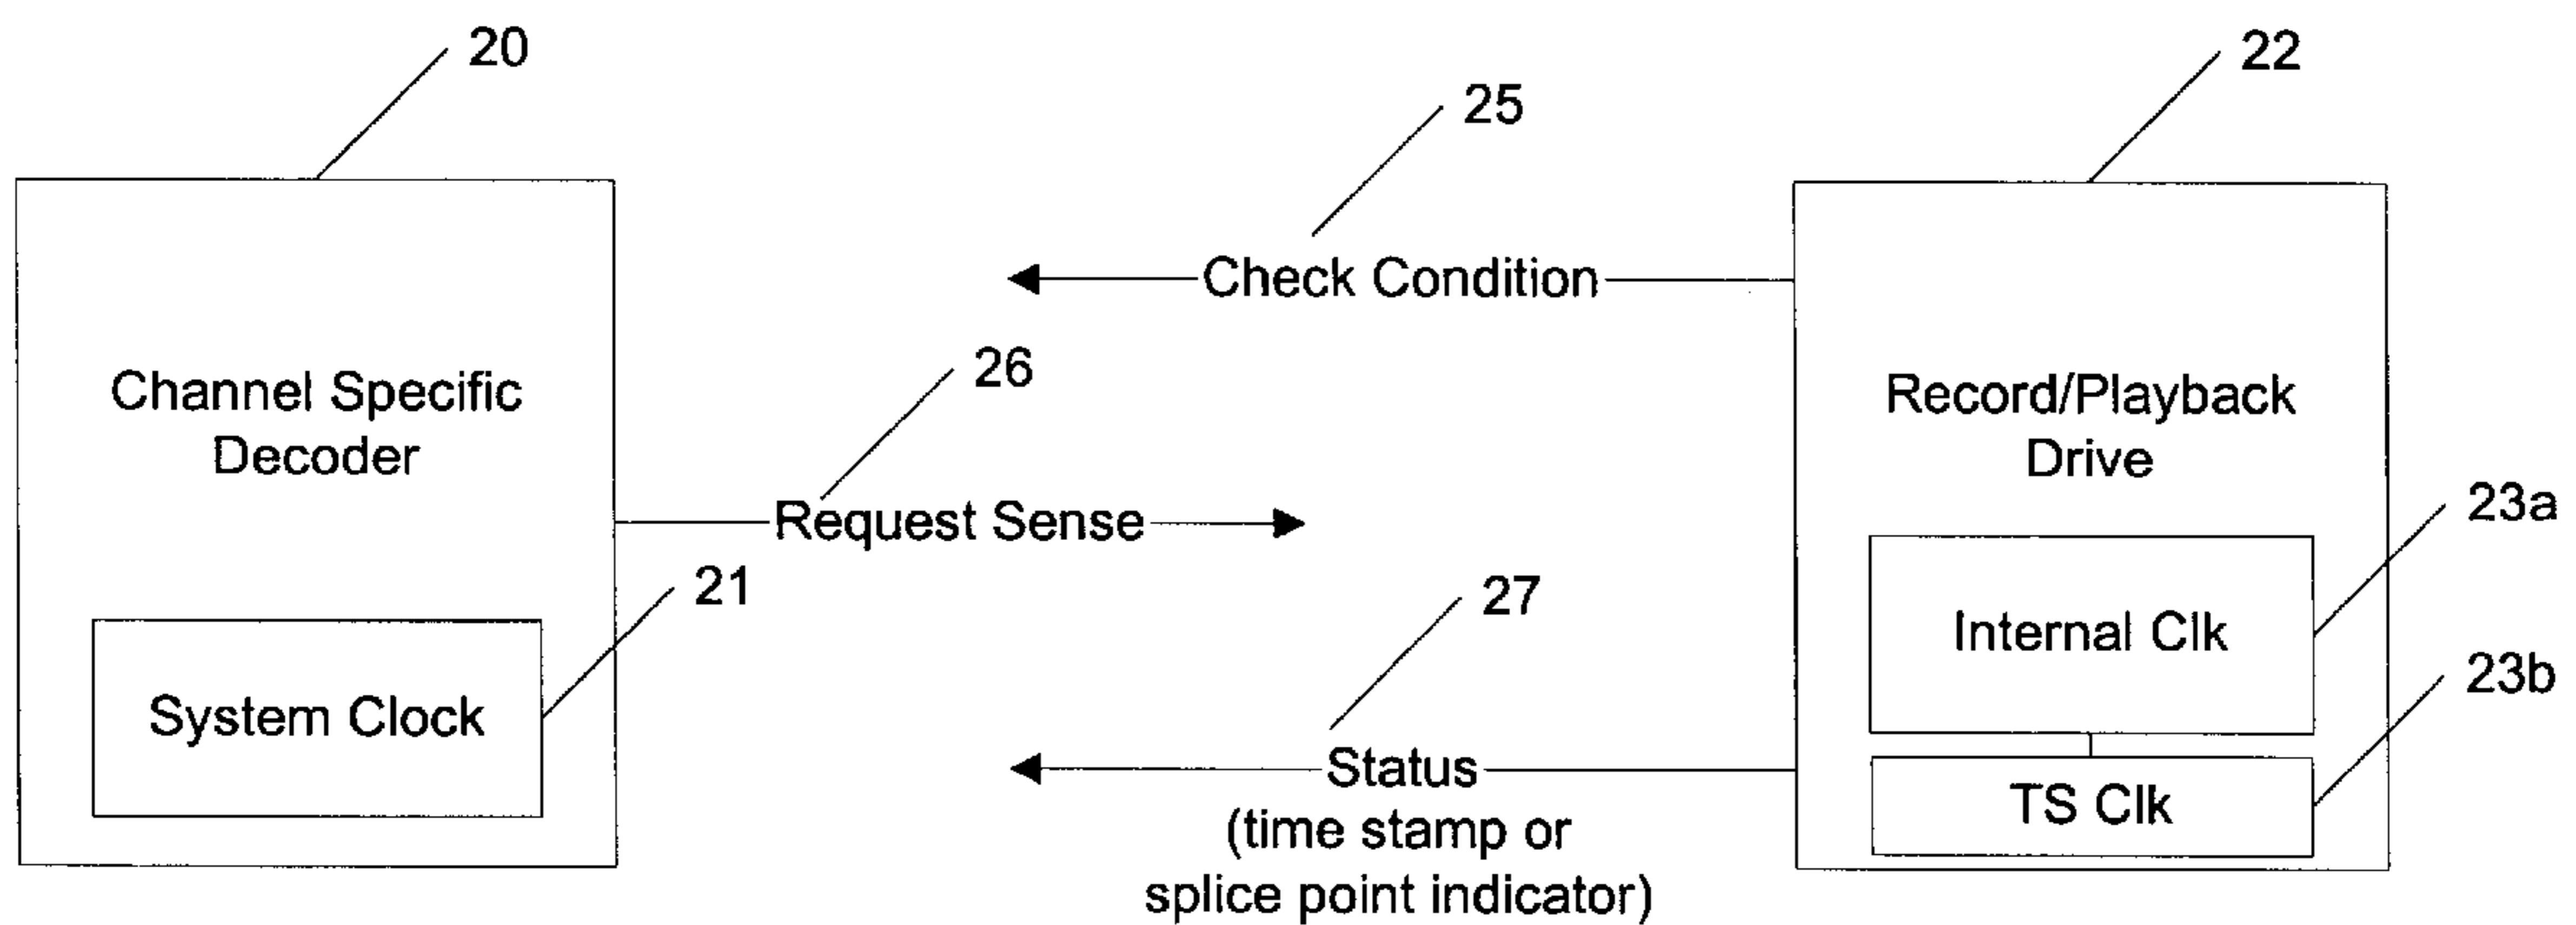 20
22
25
Check Condition
Channel Specific
Decoder
26
Request Sense
Record/Playback
Drive
23a
Internal Clk
21
System Clock
27
Status
(time stamp or
splice point indicator)
23b
TS Clk